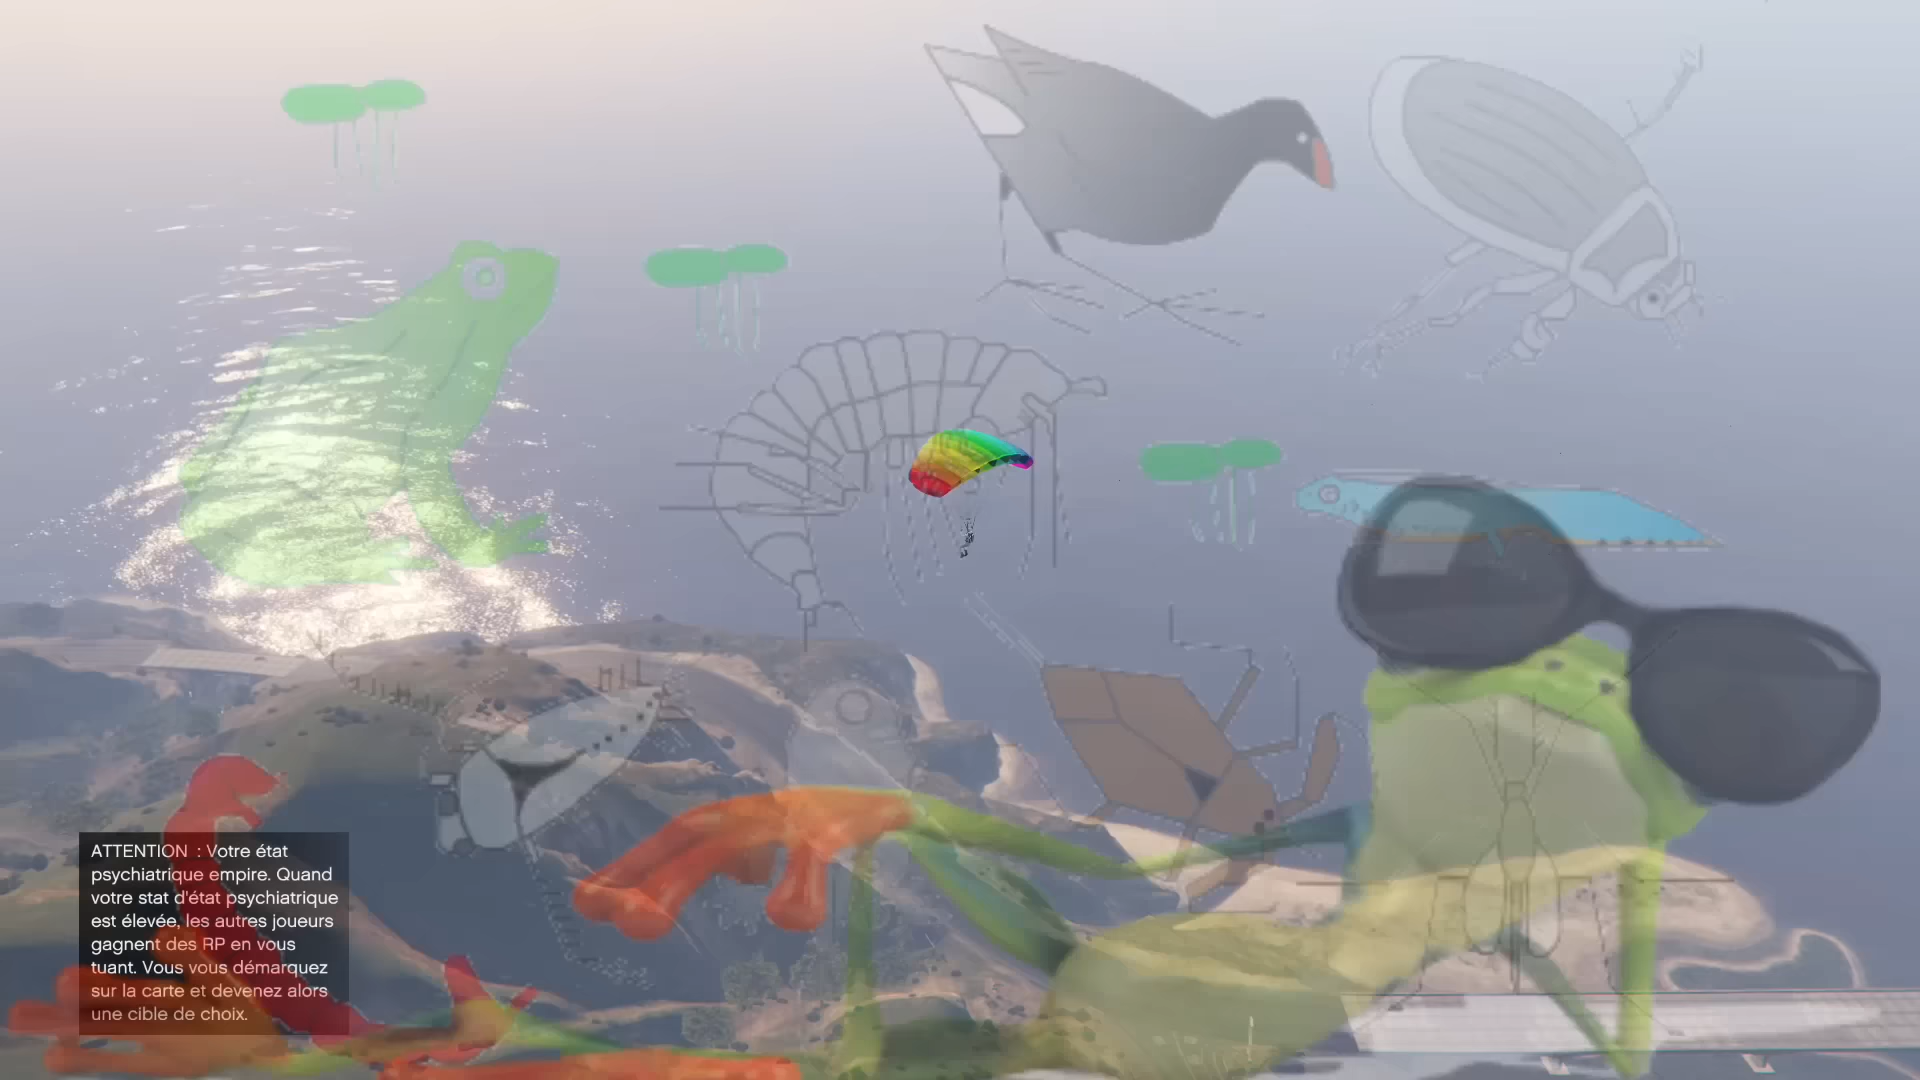 ATTENTION : Votre état
psychiatrique empire. Quand
votre stat d'état psychiatrique
est élevée, les autres joueurs
gagnent des RP en vous
tuant. Vous vous démarquez
sur la carte et devenez alors
une cible de choix.